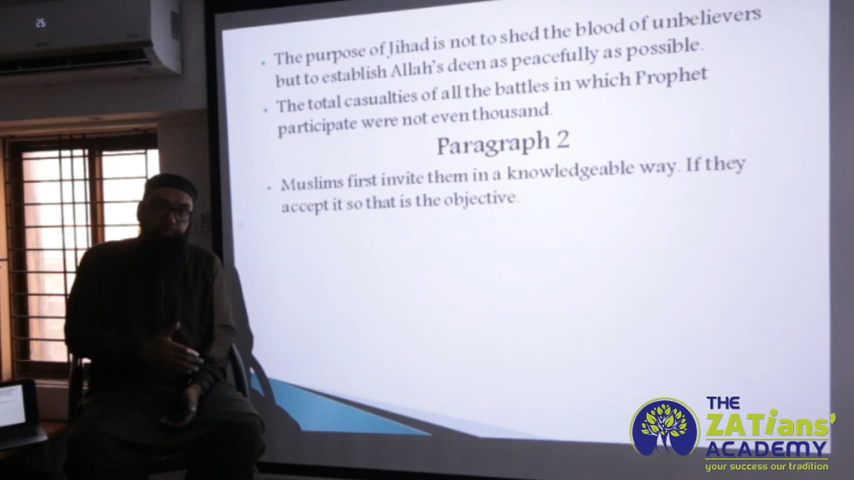 25
The purpose of Jihad is not to shed the blood of unbelievers
but to establish Allah's deen as peacefully as possible.
The total casualties of all the battles in which Prophet
participate were not even thousand.
Paragraph 2
Muslims first invite them in a knowledgeable way. If they
accept it so that is the objective.
THE
ZATians'
ACADEMY
your success our tradition